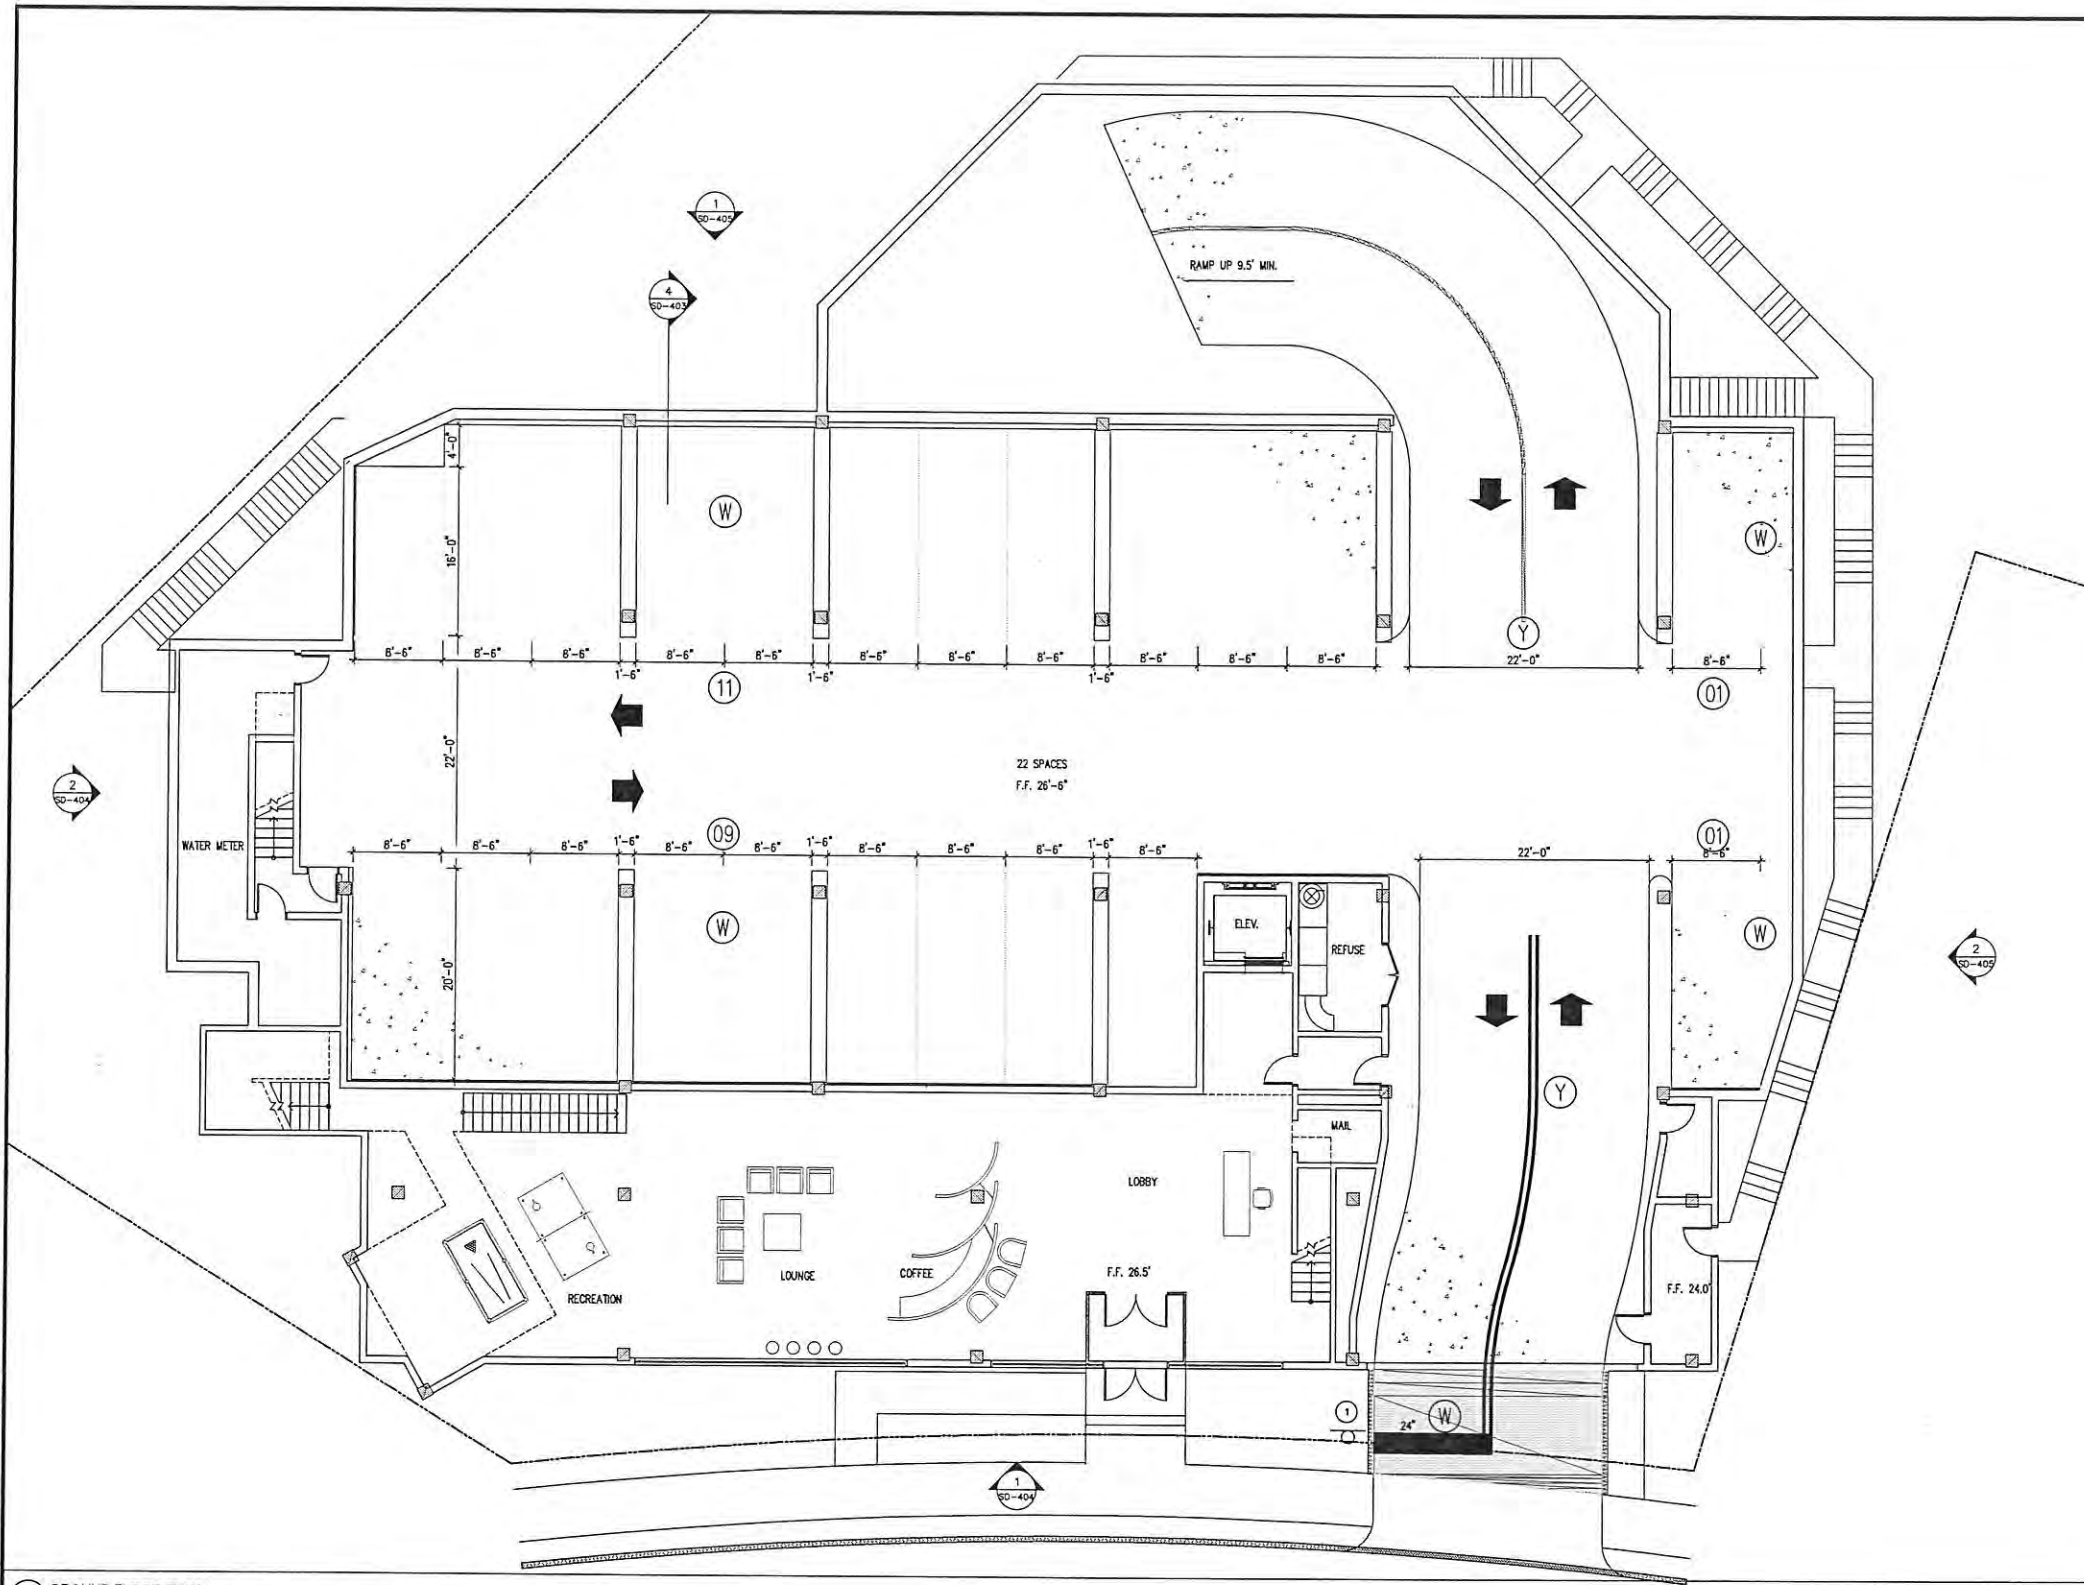 1
SD-405
4
SD-403
RAMP UP 9.5' MIN.
4'-0"
W
16'-0"
W
Y
8'-6" 8'-6" 8'-6" 8'-6" 8'-6" 8'-6" 8'-6" 8'-6" 8'-6" 8'-6" 8'-6" 22'-0" 8'-6"
1'-6" 1'-6" 1'-6"
11
01
22'-0"
22 SPACES
F.F. 26'-6"
2
SD-404
WATER METER
09
01
8'-6" 8'-6" 8'-6" 1'-6" 8'-6" 8'-6" 1'-6" 8'-6" 8'-6" 8'-6" 1'-6" 8'-6" 22'-0" 8'-6"
W
ELEV.
REFUSE
W
2
SD-405
20'-0"
Y
MAIL
LOBBY
LOUNGE
COFFEE
F.F. 26.5'
RECREATION
F.F. 24.0'
1
24"
W
1
SD-404